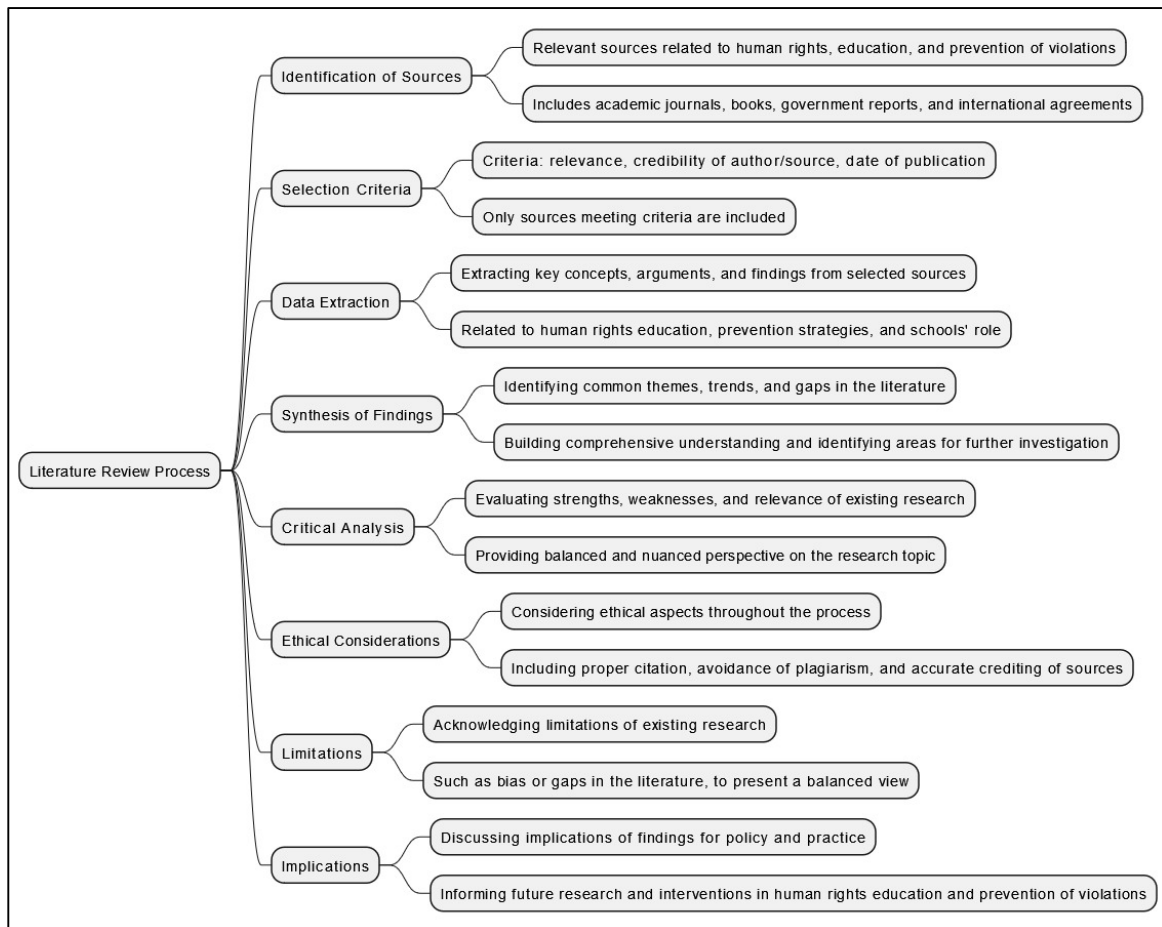 Literature Review Process
Identification of Sources
Relevant sources related to human rights, education, and prevention of violations
Includes academic journals, books, government reports, and international agreements
Selection Criteria
Criteria: relevance, credibility of author/source, date of publication
Only sources meeting criteria are included
Data Extraction
Extracting key concepts, arguments, and findings from selected sources
Related to human rights education, prevention strategies, and schools' role
Synthesis of Findings
Identifying common themes, trends, and gaps in the literature
Building comprehensive understanding and identifying areas for further investigation
Critical Analysis
Evaluating strengths, weaknesses, and relevance of existing research
Providing balanced and nuanced perspective on the research topic
Ethical Considerations
Considering ethical aspects throughout the process
Including proper citation, avoidance of plagiarism, and accurate crediting of sources
Limitations
Acknowledging limitations of existing research
Such as bias or gaps in the literature, to present a balanced view
Implications
Discussing implications of findings for policy and practice
Informing future research and interventions in human rights education and prevention of violations